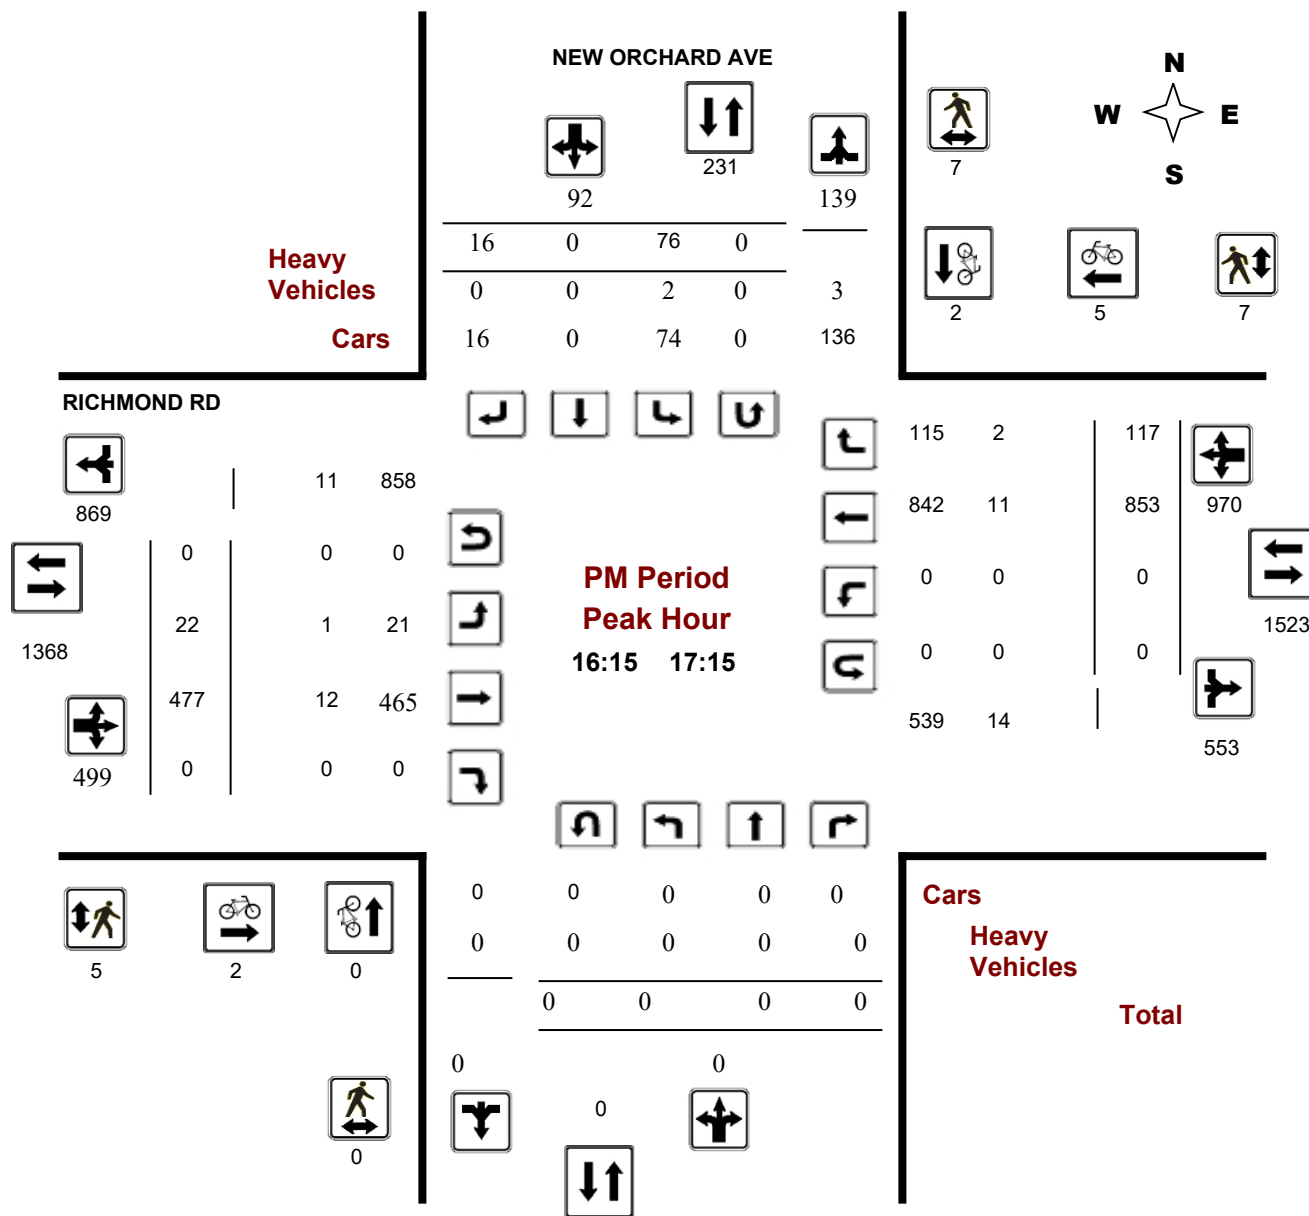 NEW ORCHARD AVE
N
W E
S
231
7
92 139
16 0 76 0
Heavy
Vehicles
0 0 2 0 3
2 5 7
Cars
16 0 74 0 136
RICHMOND RD
115 2 117
11 858
869
842 11 853 970
0 0 0
PM Period
0 0 0
Peak Hour
22 1 21
1523
1368
16:15 17:15
0 0 0
477 12 465
539 14
553
499
0 0 0
0 0 0 0 0
Cars
0 0 0 0 0
Heavy
Vehicles
5 2 0
0 0 0 0
Total
0 0
0
0